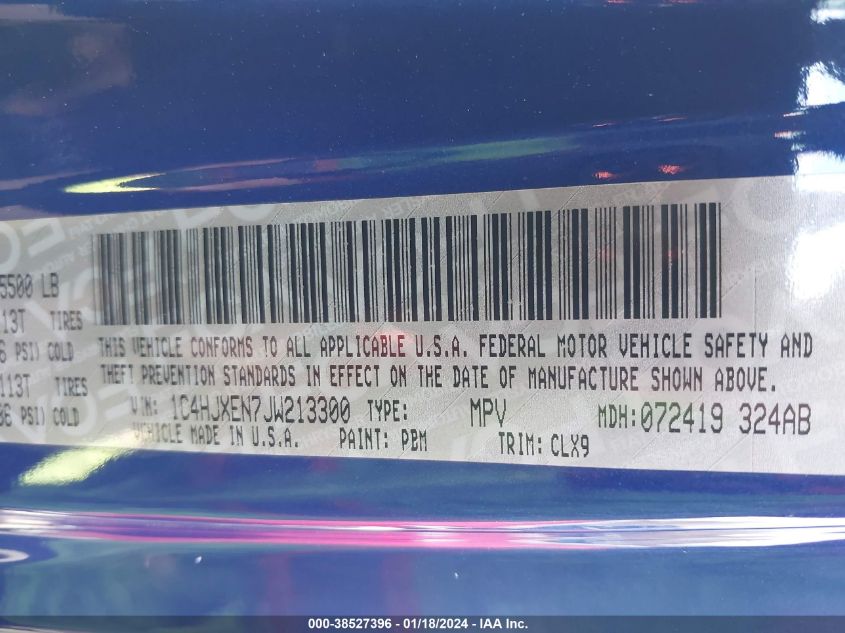 5500 LB
13T TIRES
6 PSI) COLD
THIS VEHICLE CONFORMS TO ALL APPLICABLE U.S.A. FEDERAL MOTOR VEHICLE SAFETY AND
113T TIRES
THEFT PREVENTION STANDARDS IN EFFECT ON THE DATE OF MANUFACTURE SHOWN ABOVE.
36 PSI) COLD
VIN: 1C4HJXEN7JW213300 TYPE: MPV MDH:072419 324AB
VEHICLE MADE IN U.S.A. PAINT: PBM TRIM: CLX9
000-38527396 - 01/18/2024 - IAA Inc.